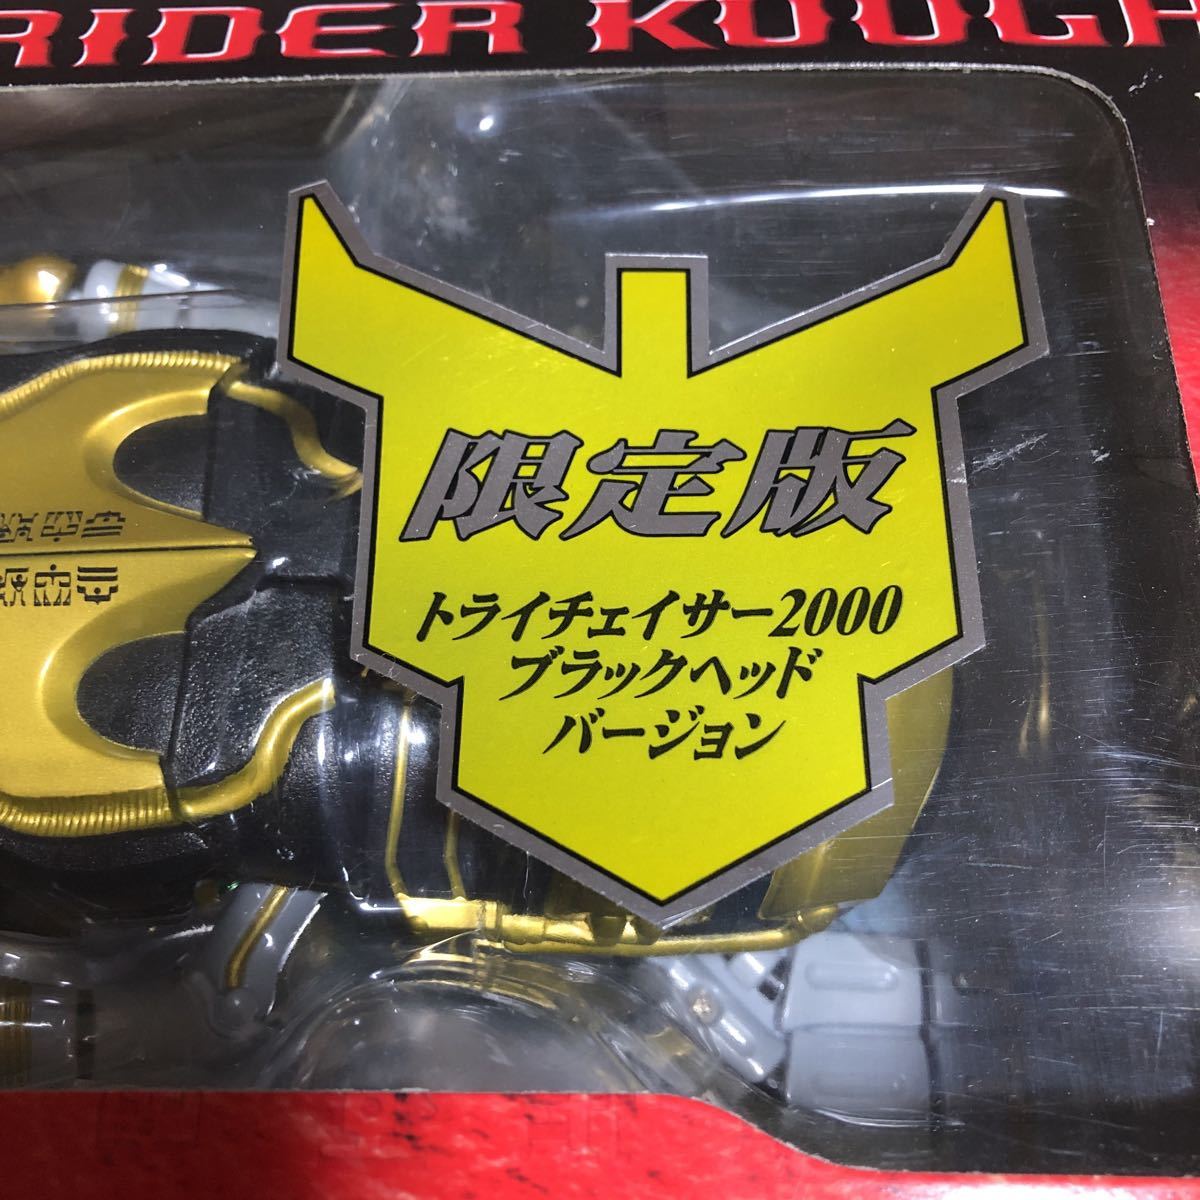 RIDER KUUGA
限定版
トライチェイサー2000
ブラックヘッド
バージョン